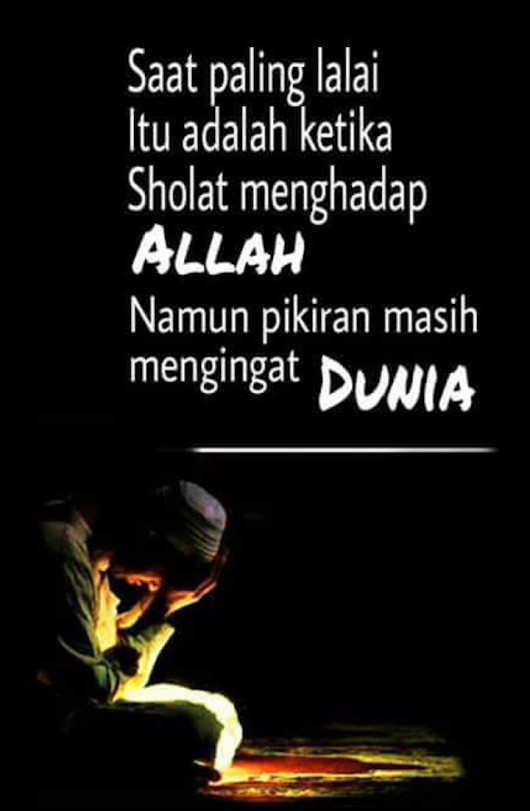 Saat paling lalai
Itu adalah ketika
Sholat menghadap
ALLAH
Namun pikiran masih
mengingat DUNIA